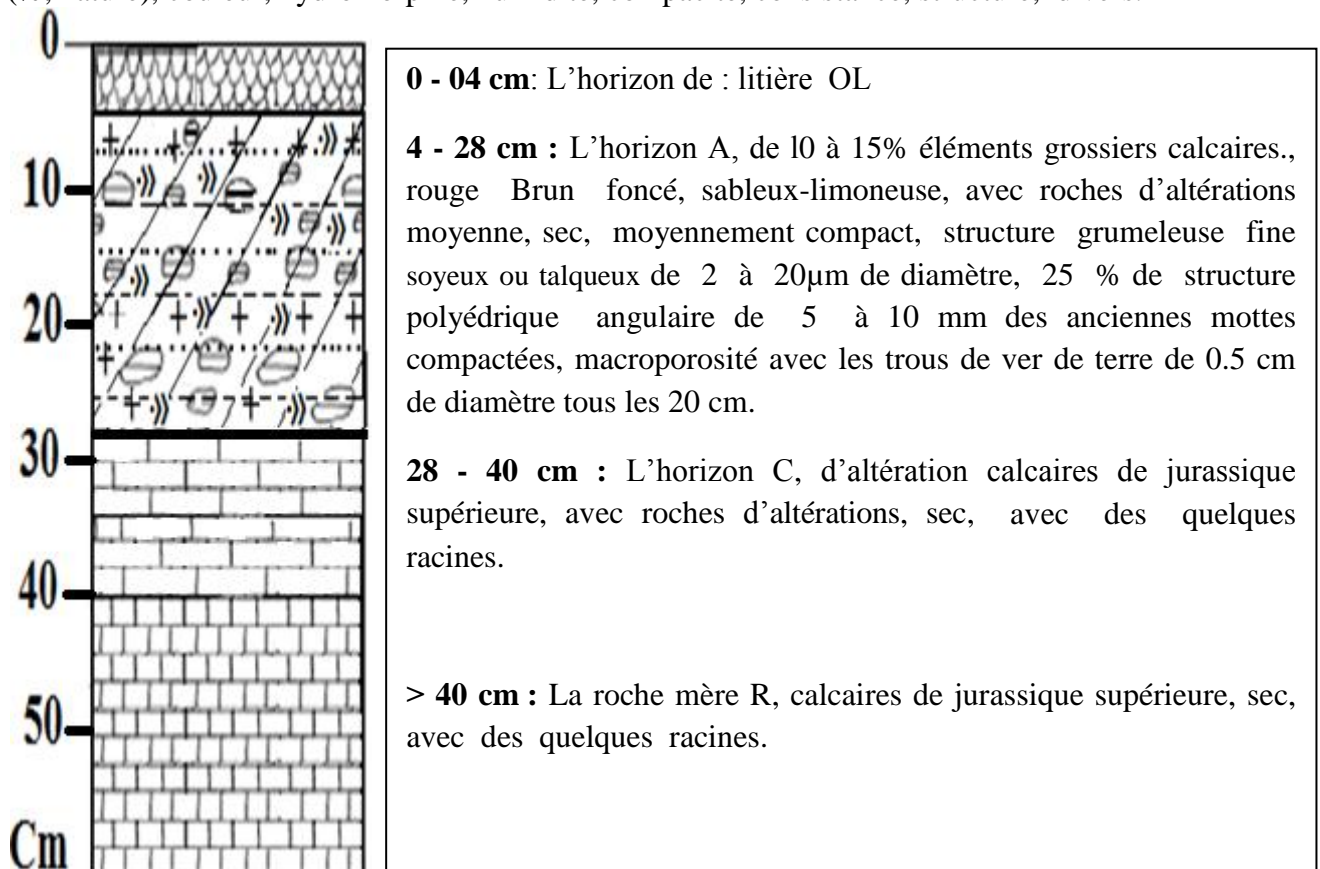 0
10
20
30
40
50
Cm
0 - 04 cm: L’horizon de : litière OL
4 - 28 cm : L’horizon A, de l0 à 15% éléments grossiers calcaires.,
rouge Brun foncé, sableux-limoneuse, avec roches d’altérations
moyenne, sec, moyennement compact, structure grumeleuse fine
soyeux ou talqueux de 2 à 20µm de diamètre, 25 % de structure
polyédrique angulaire de 5 à 10 mm des anciennes mottes
compactées, macroporosité avec les trous de ver de terre de 0.5 cm
de diamètre tous les 20 cm.
28 - 40 cm : L’horizon C, d’altération calcaires de jurassique
supérieure, avec roches d’altérations, sec, avec des quelques
racines.
> 40 cm : La roche mère R, calcaires de jurassique supérieure, sec,
avec des quelques racines.